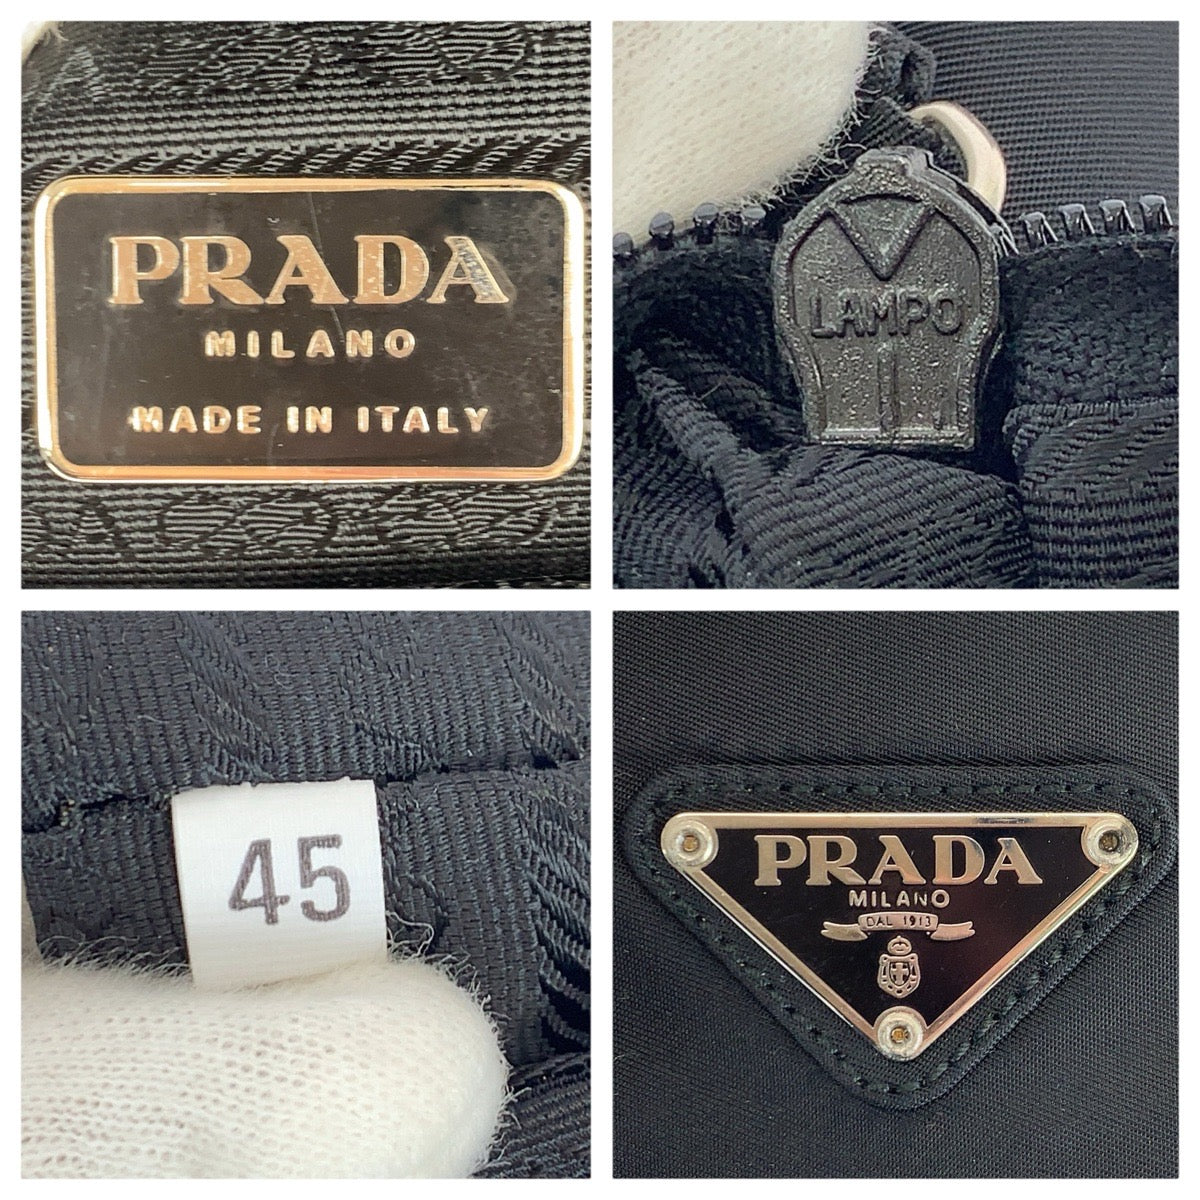 PRADA
MILANO
MADE IN ITALY
LAMPO
45
PRADA
MILANO
DAL 1913